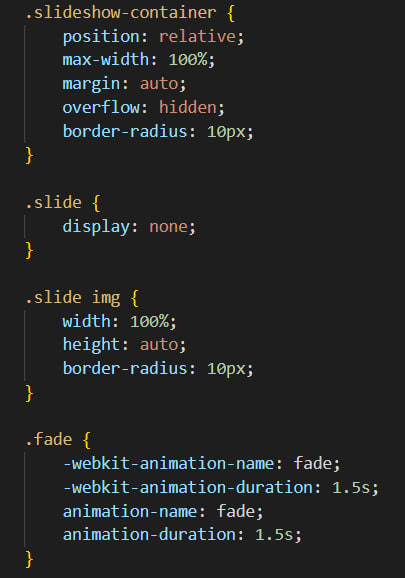 .slideshow-container {
    position: relative;
    max-width: 100%;
    margin: auto;
    overflow: hidden;
    border-radius: 10px;
}

.slide {
    display: none;
}

.slide img {
    width: 100%;
    height: auto;
    border-radius: 10px;
}

.fade {
    -webkit-animation-name: fade;
    -webkit-animation-duration: 1.5s;
    animation-name: fade;
    animation-duration: 1.5s;
}